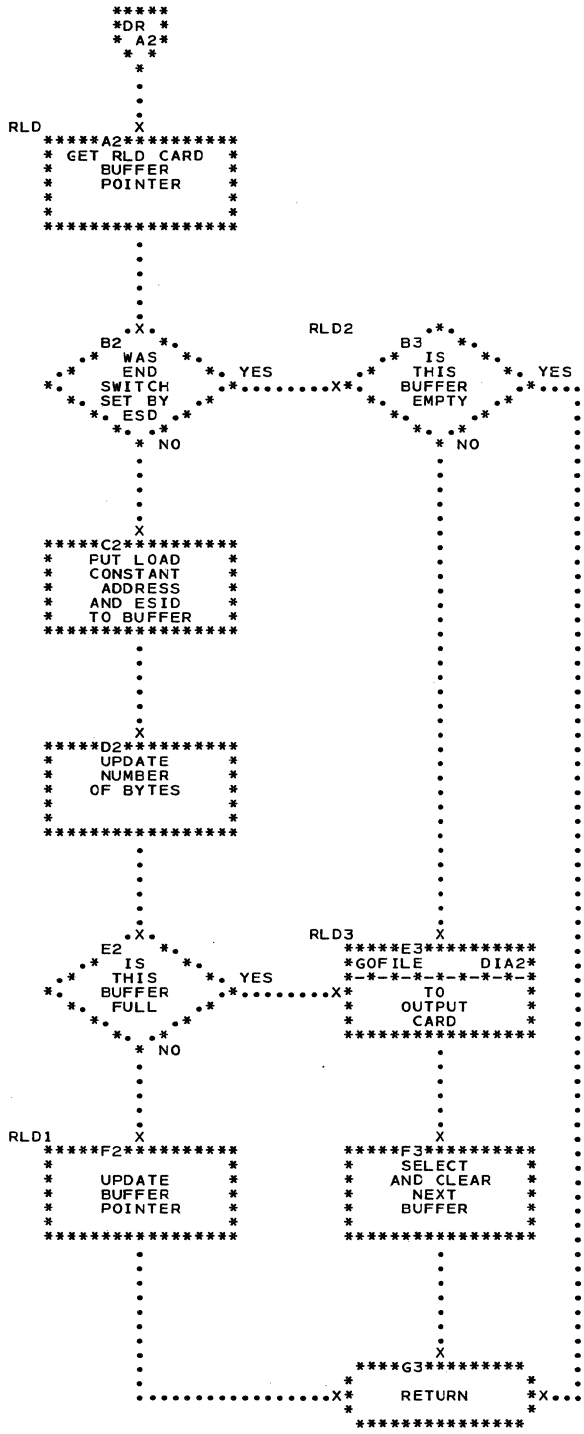 DR
A2
RLD
A2
GET RLD CARD
BUFFER
POINTER
B2
WAS
END
SWITCH
SET BY
ESD
YES
NO
RLD2
B3
IS
THIS
BUFFER
EMPTY
YES
NO
C2
PUT LOAD
CONSTANT
ADDRESS
AND ESID
TO BUFFER
D2
UPDATE
NUMBER
OF BYTES
E2
IS
THIS
BUFFER
FULL
YES
NO
RLD3
E3
GOFILE DIA2
TO
OUTPUT
CARD
RLD1
F2
UPDATE
BUFFER
POINTER
F3
SELECT
AND CLEAR
NEXT
BUFFER
G3
RETURN